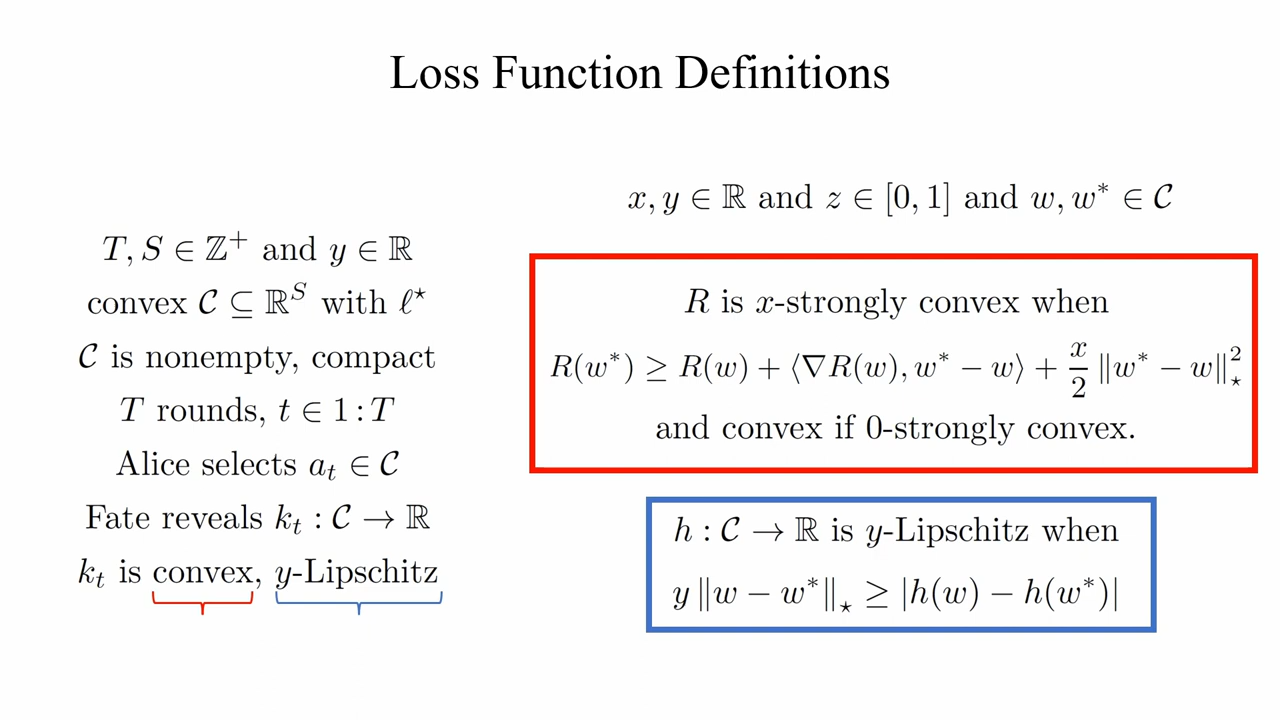 Loss Function Definitions
T, S ∈ ℤ⁺ and y ∈ ℝ
convex 𝒞 ⊆ ℝ^S with ℓ^⋆
𝒞 is nonempty, compact
T rounds, t ∈ 1 : T
Alice selects a_t ∈ 𝒞
Fate reveals k_t : 𝒞 → ℝ
k_t is convex, y-Lipschitz
x, y ∈ ℝ and z ∈ [0, 1] and w, w* ∈ 𝒞
R is x-strongly convex when
R(w*) ≥ R(w) + ⟨∇R(w), w* − w⟩ + x/2 ‖w* − w‖²_⋆
and convex if 0-strongly convex.
h : 𝒞 → ℝ is y-Lipschitz when
y ‖w − w*‖_⋆ ≥ |h(w) − h(w*)|